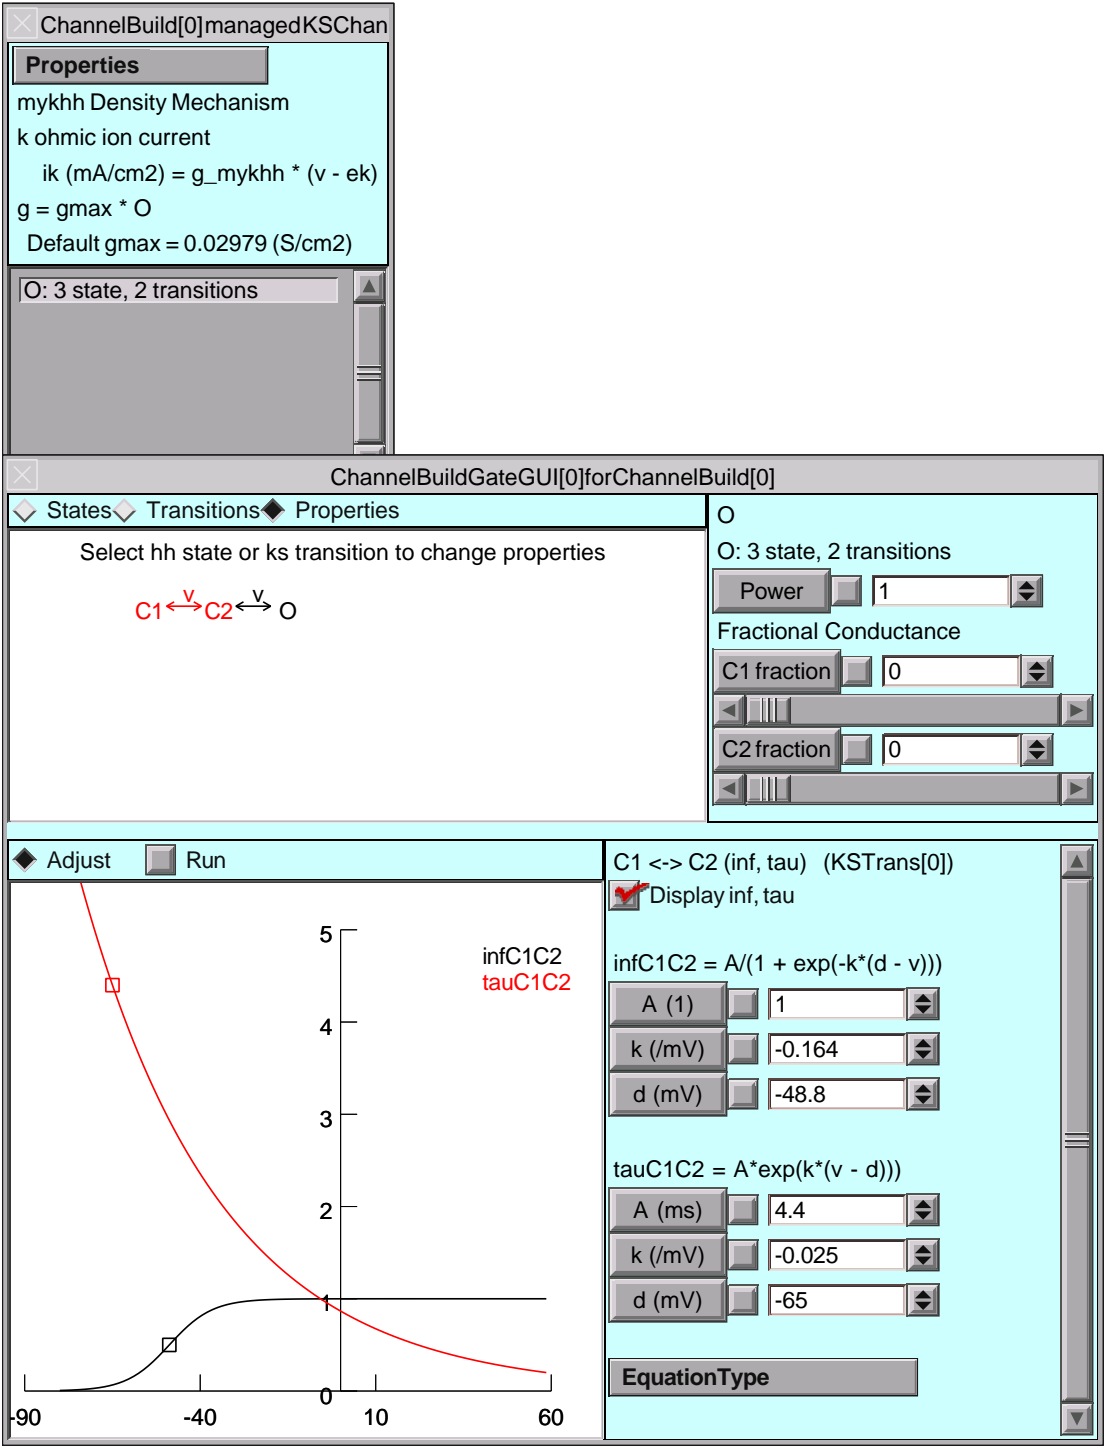 ChannelBuild[0]managedKSChan
Properties
mykhh Density Mechanism
k ohmic ion current
ik (mA/cm2) = g_mykhh * (v - ek)
g = gmax * O
Default gmax = 0.02979 (S/cm2)
O: 3 state, 2 transitions
ChannelBuildGateGUI[0]forChannelBuild[0]
States Transitions Properties
Select hh state or ks transition to change properties
v v
C1 C2 O
O
O: 3 state, 2 transitions
Power 1
Fractional Conductance
C1 fraction 0
C2 fraction 0
Adjust Run
5
infC1C2
tauC1C2
4
3
2
1
0
-90 -40 10 60
C1 <-> C2 (inf, tau) (KSTrans[0])
Display inf, tau
infC1C2 = A/(1 + exp(-k*(d - v)))
A (1) 1
k (/mV) -0.164
d (mV) -48.8
tauC1C2 = A*exp(k*(v - d)))
A (ms) 4.4
k (/mV) -0.025
d (mV) -65
EquationType